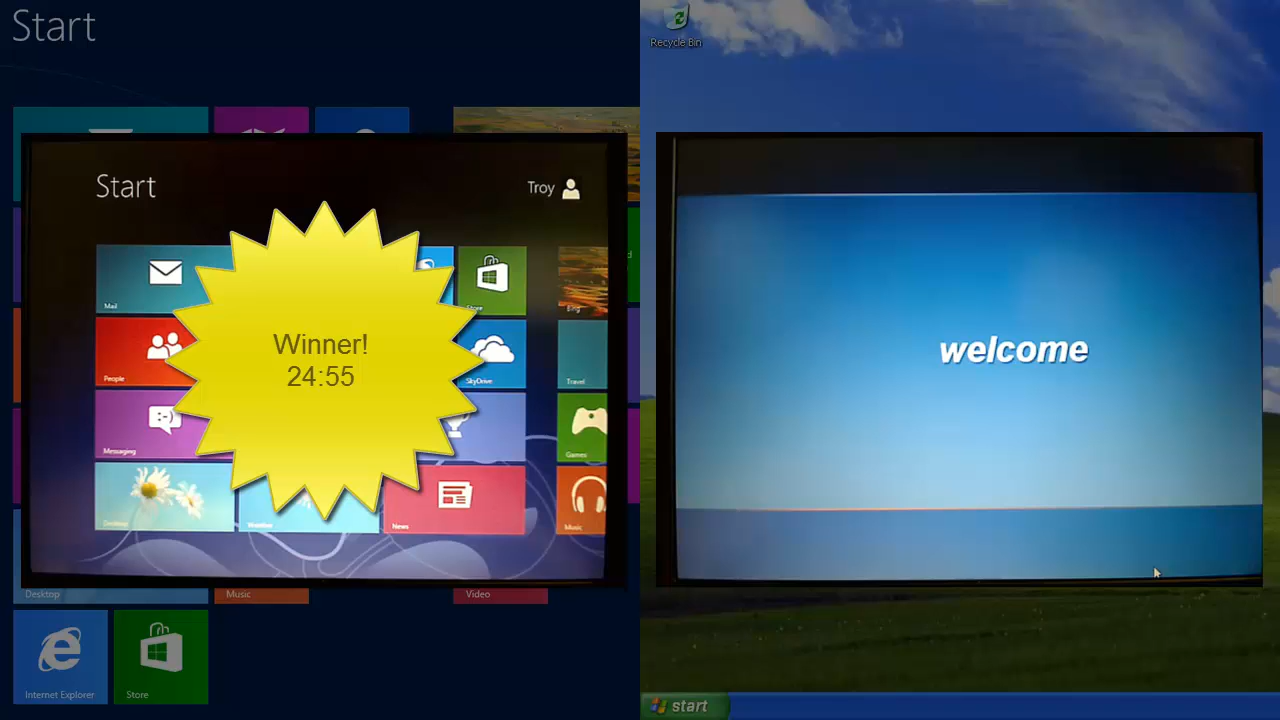 Start
Recycle Bin
Start
Troy
Mail
Store
Bing
People
SkyDrive
Travel
Messaging
Games
Desktop
Weather
News
Music
Winner!
24:55
welcome
Desktop
Music
Video
Internet Explorer
Store
start